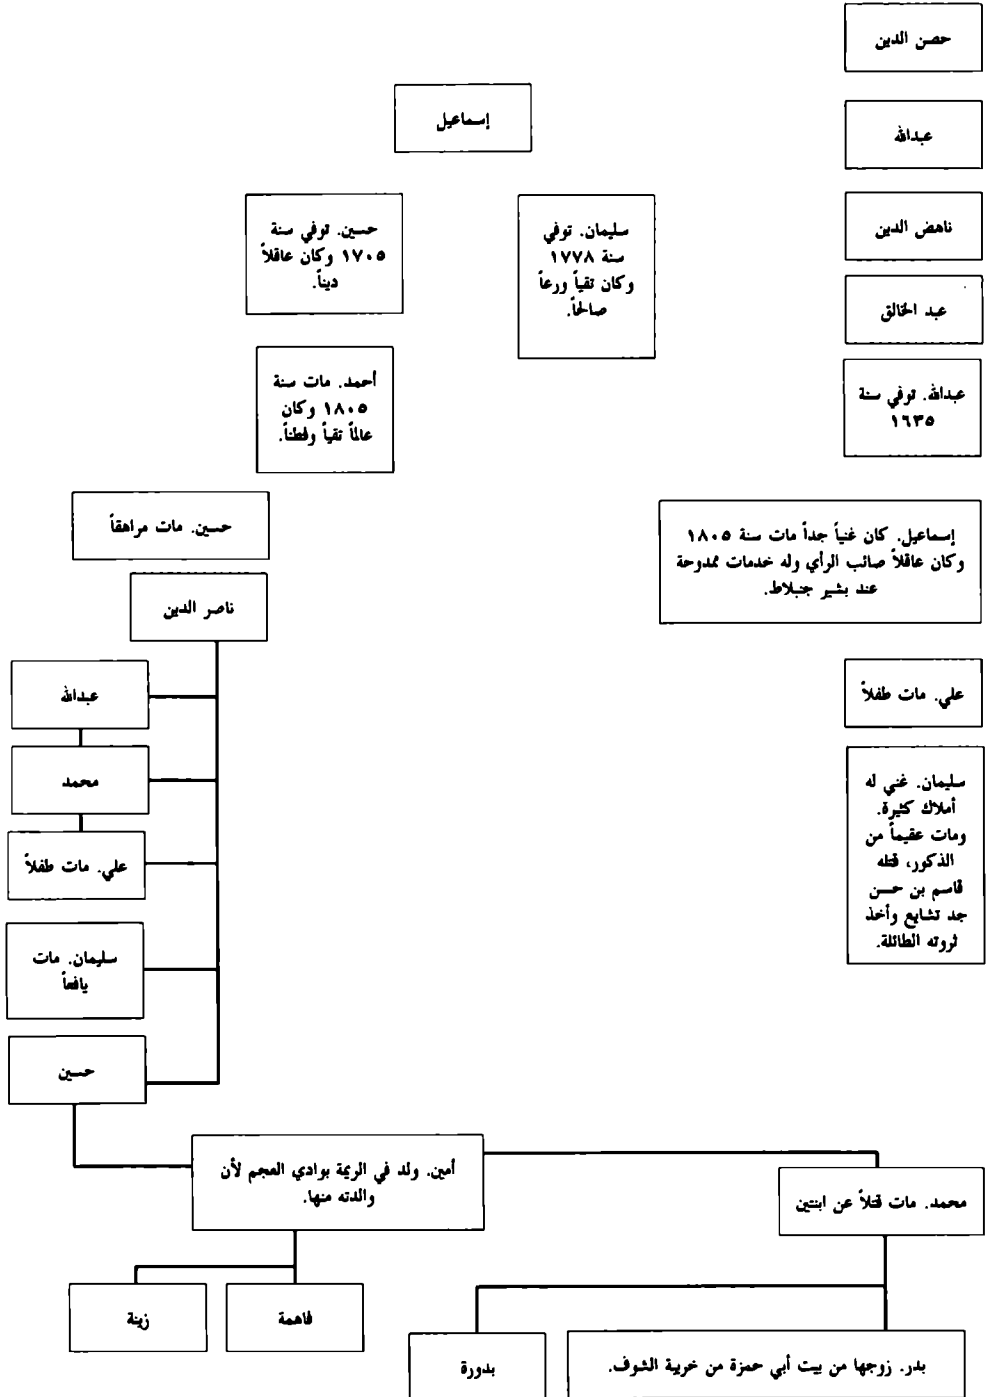 حصن الدين
إسماعيل
عبدالله
ناهض الدين
سليمان. توفي
سنة ١٧٧٨
وكان تقياً ورعاً
صالحاً.
حسين. توفي سنة
١٧٠٥ وكان عاقلاً
ديناً.
عبد الخالق
عبدالله. توفي سنة
١٦٣٥
أحمد. مات سنة
١٨٠٥ وكان
عالماً تقياً وفطناً.
إسماعيل. كان غنياً جداً مات سنة ١٨٠٥
وكان عاقلاً صائب الرأي وله خدمات ممدوحة
عند بشير جنبلاط.
حسين. مات مراهقاً
ناصر الدين
علي. مات طفلاً
عبدالله
سليمان. غني له
أملاك كثيرة.
ومات عقيماً من
الذكور، قتله
قاسم بن حسن
جد تشايع وأخذ
ثروته الطائلة.
محمد
علي. مات طفلاً
سليمان. مات
يافعاً
حسين
أمين. ولد في الريمة بوادي العجم لأن
والدته منها.
محمد. مات قتلاً عن ابنتين
فاهمة
زينة
بدر. زوجها من بيت أبي حمزة من خريبة الشوف.
بدورة